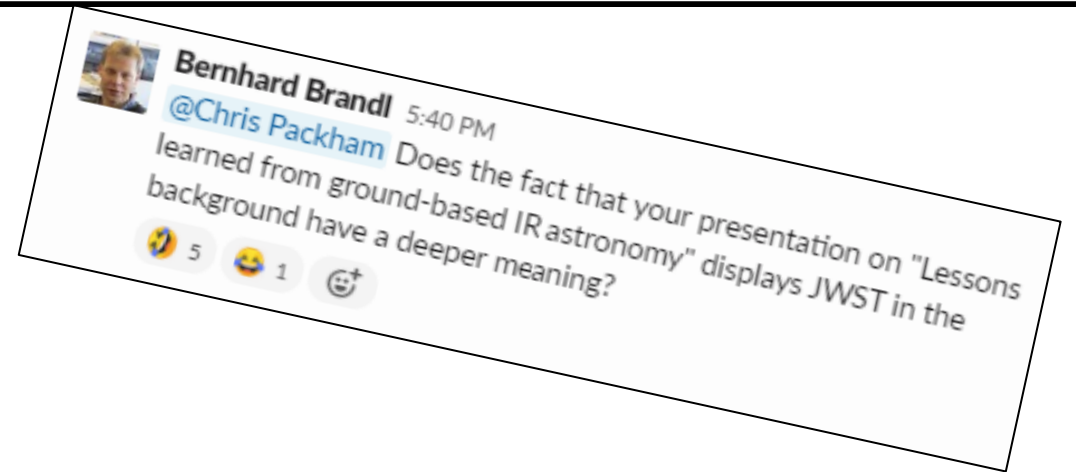 Bernhard Brandl 5:40 PM
@Chris Packham Does the fact that your presentation on "Lessons
learned from ground-based IR astronomy" displays JWST in the
background have a deeper meaning?
🤣 5 😂 1